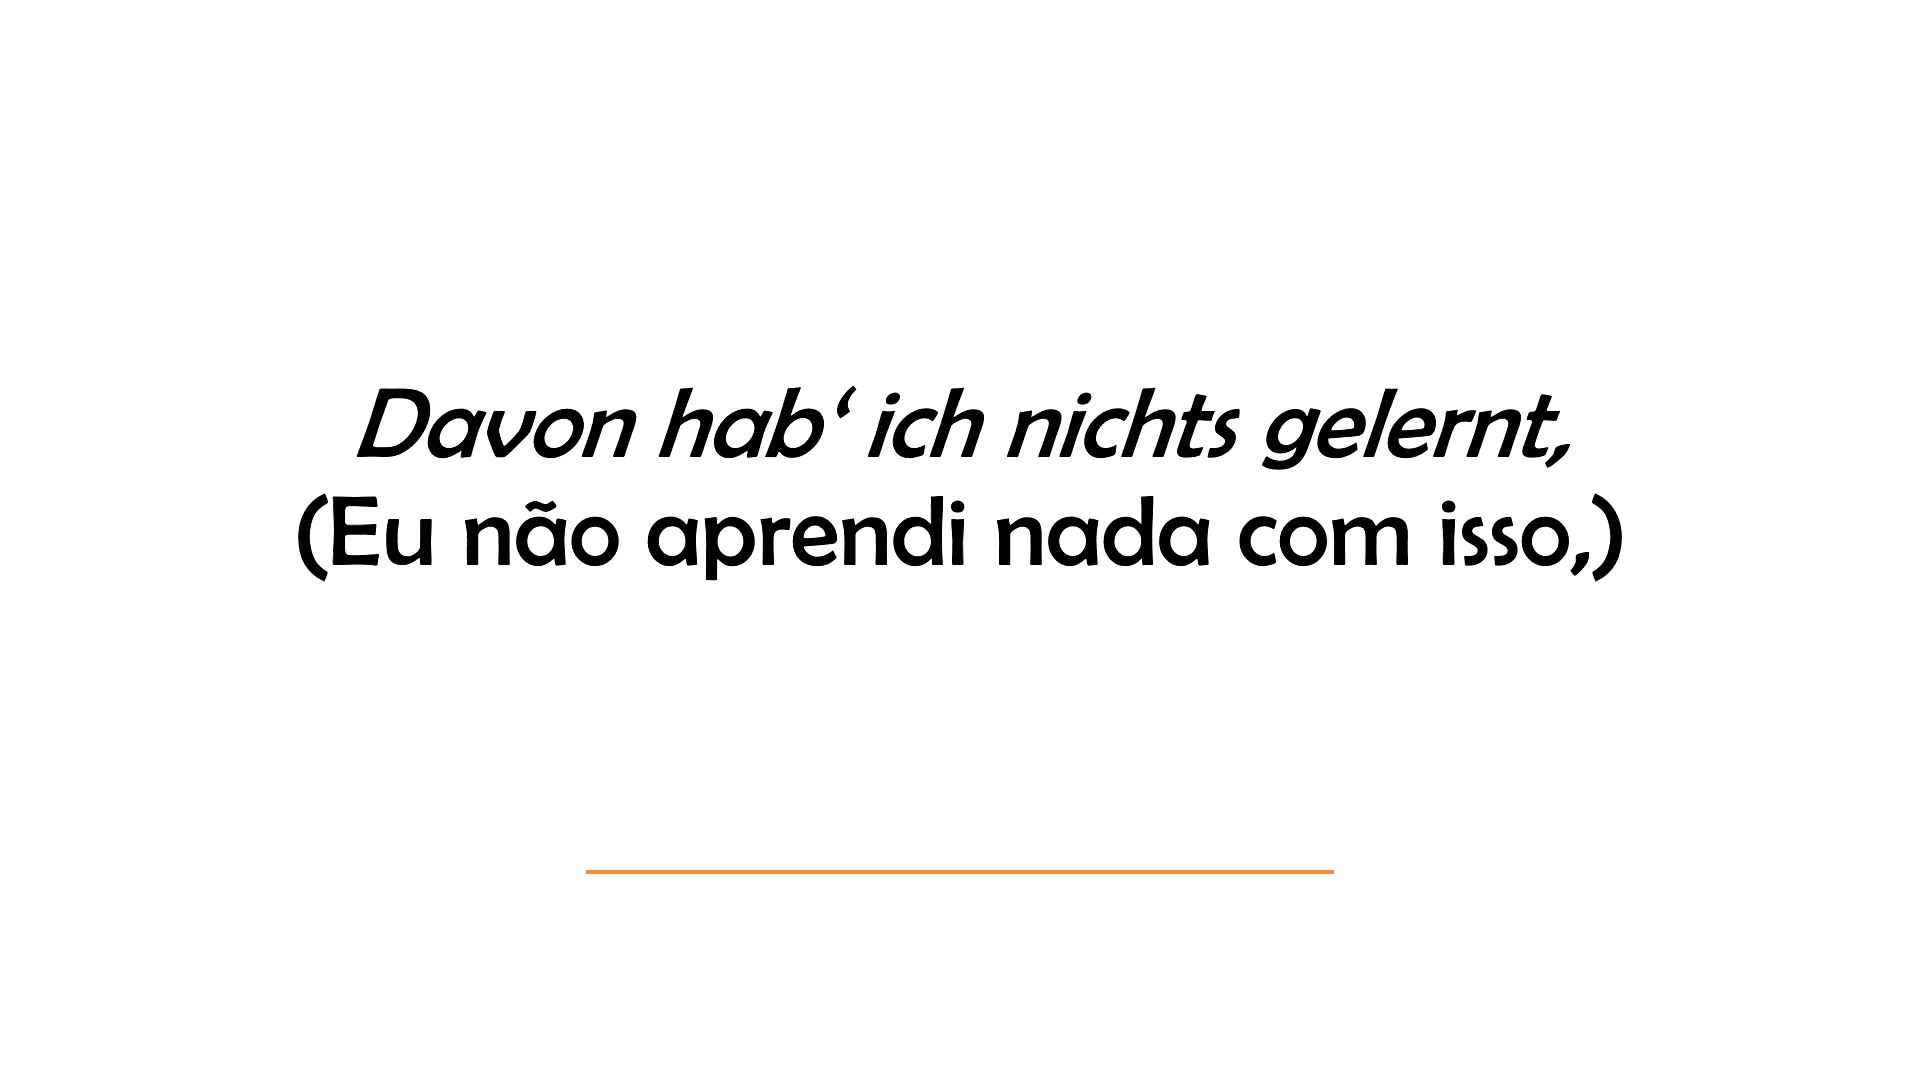 Davon hab‘ ich nichts gelernt,
(Eu não aprendi nada com isso,)